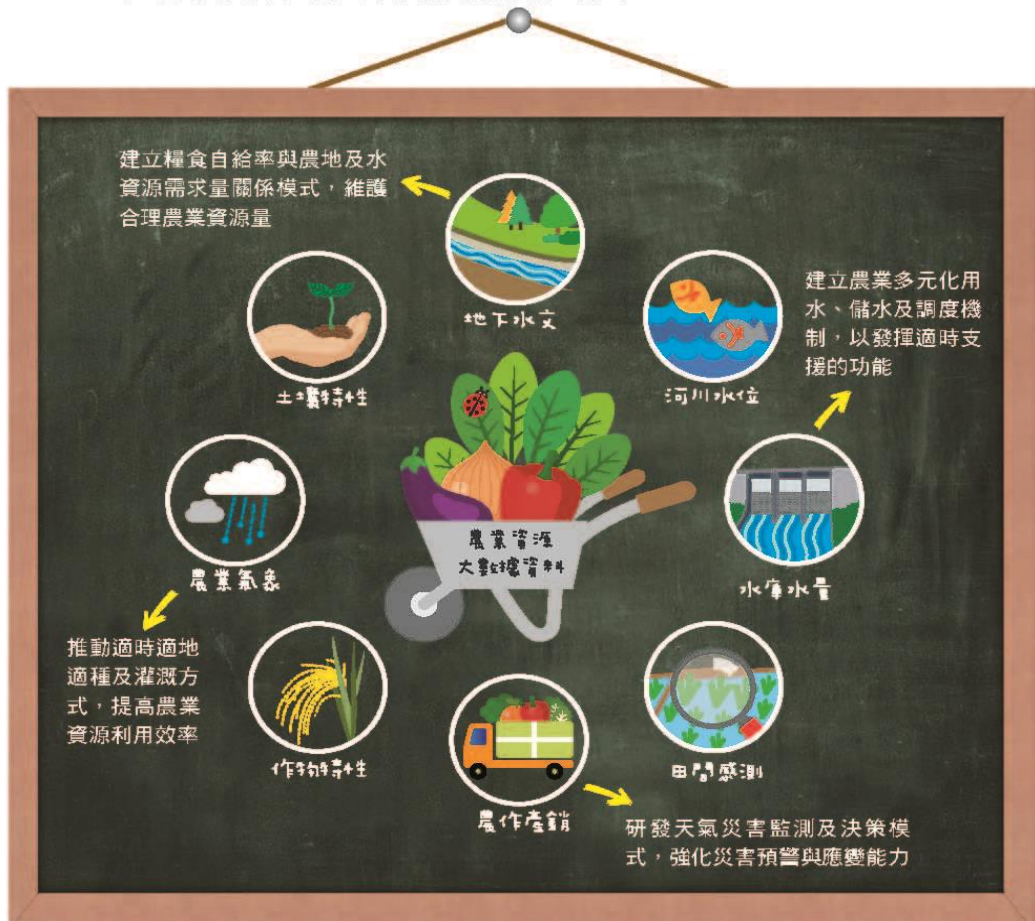 建立糧食自給率與農地及水
資源需求量關係模式，維護
合理農業資源量
地下水文
土壤特性
河川水位
建立農業多元化用
水、儲水及調度機
制，以發揮適時支
援的功能
農業資源
大數據資料
農業氣象
水庫水量
推動適時適地
適種及灌溉方
式，提高農業
資源利用效率
作物特性
農作產銷
田間感測
研發天氣災害監測及決策模
式，強化災害預警與應變能力